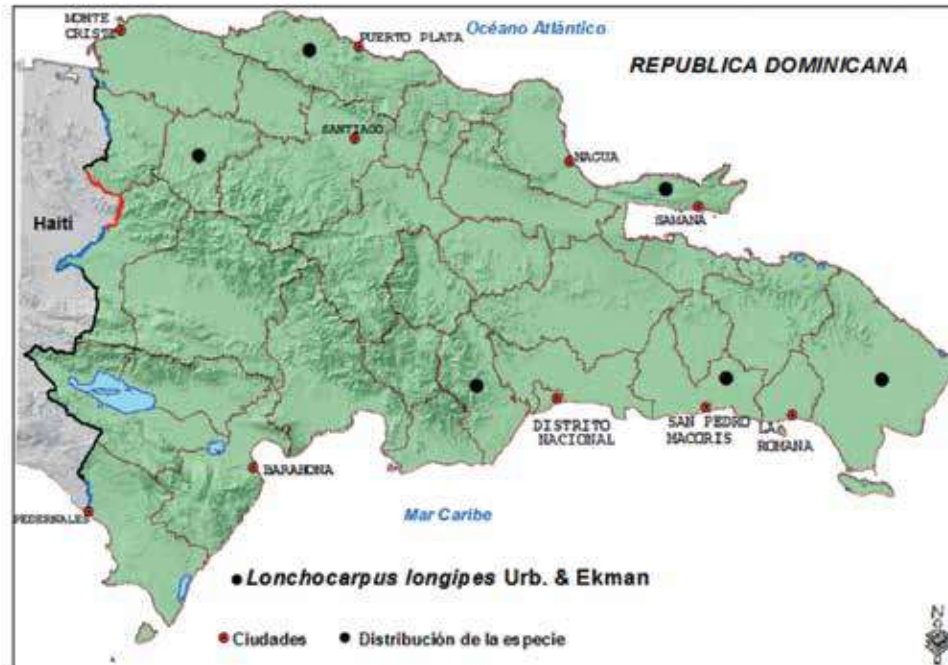 MONTE
CRISTI
PUERTO PLATA
Océano Atlántico
REPUBLICA DOMINICANA
SANTIAGO
NAGUA
SAMANA
Haití
DISTRITO
NACIONAL
SAN PEDRO
MACORIS
LA
ROMANA
BARAHONA
PEDERNALES
Mar Caribe
Lonchocarpus longipes Urb. & Ekman
Ciudades
Distribución de la especie